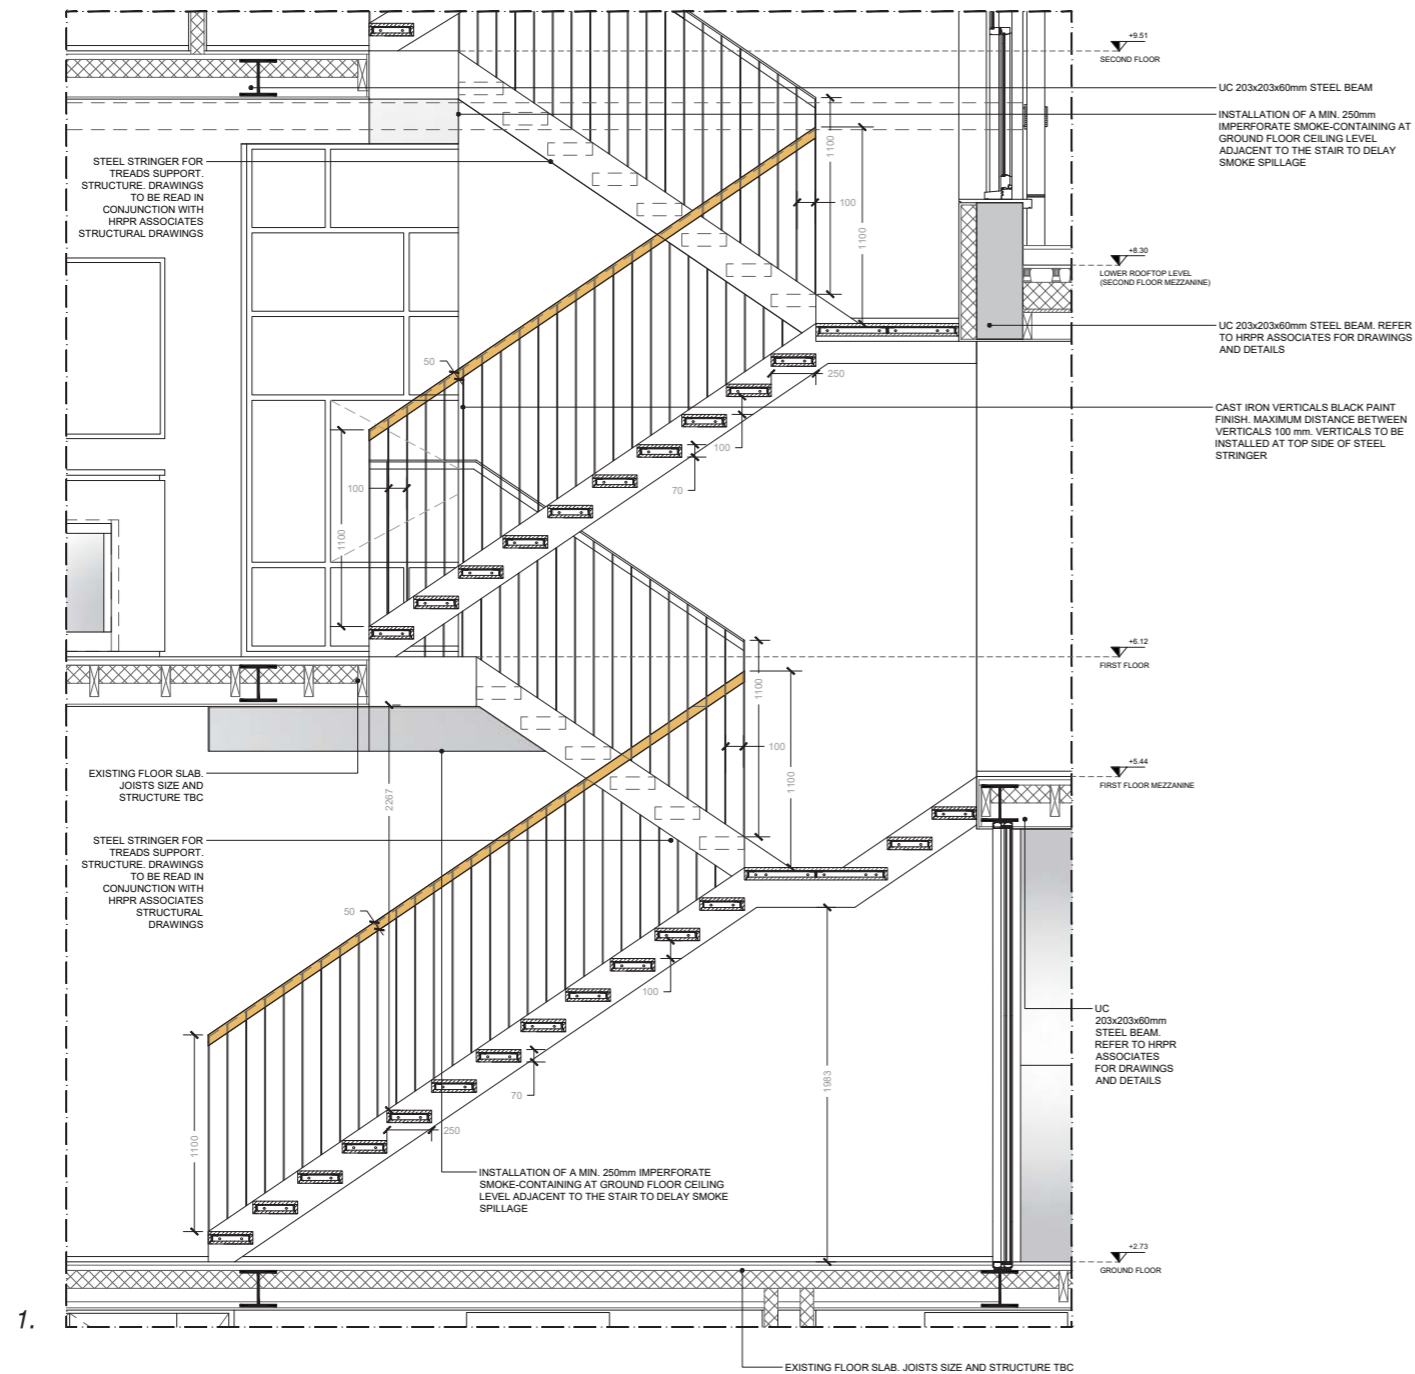 +9.51
SECOND FLOOR
UC 203x203x60mm STEEL BEAM
INSTALLATION OF A MIN. 250mm
IMPERFORATE SMOKE-CONTAINING AT
GROUND FLOOR CEILING LEVEL
ADJACENT TO THE STAIR TO DELAY
SMOKE SPILLAGE
STEEL STRINGER FOR
TREADS SUPPORT.
STRUCTURE. DRAWINGS
TO BE READ IN
CONJUNCTION WITH
HRPR ASSOCIATES
STRUCTURAL DRAWINGS
1100
100
1100
+8.30
LOWER ROOFTOP LEVEL
(SECOND FLOOR MEZZANINE)
UC 203x203x60mm STEEL BEAM. REFER
TO HRPR ASSOCIATES FOR DRAWINGS
AND DETAILS
50
250
CAST IRON VERTICALS BLACK PAINT
FINISH. MAXIMUM DISTANCE BETWEEN
VERTICALS 100 mm. VERTICALS TO BE
INSTALLED AT TOP SIDE OF STEEL
STRINGER
100
70
100
1100
+6.12
FIRST FLOOR
1100
100
1100
+5.44
FIRST FLOOR MEZZANINE
EXISTING FLOOR SLAB.
JOISTS SIZE AND
STRUCTURE TBC
2267
STEEL STRINGER FOR
TREADS SUPPORT.
STRUCTURE. DRAWINGS
TO BE READ IN
CONJUNCTION WITH
HRPR ASSOCIATES
STRUCTURAL
DRAWINGS
50
100
70
1983
UC
203x203x60mm
STEEL BEAM.
REFER TO HRPR
ASSOCIATES
FOR DRAWINGS
AND DETAILS
1100
250
INSTALLATION OF A MIN. 250mm IMPERFORATE
SMOKE-CONTAINING AT GROUND FLOOR CEILING
LEVEL ADJACENT TO THE STAIR TO DELAY SMOKE
SPILLAGE
+2.73
GROUND FLOOR
1.
EXISTING FLOOR SLAB. JOISTS SIZE AND STRUCTURE TBC